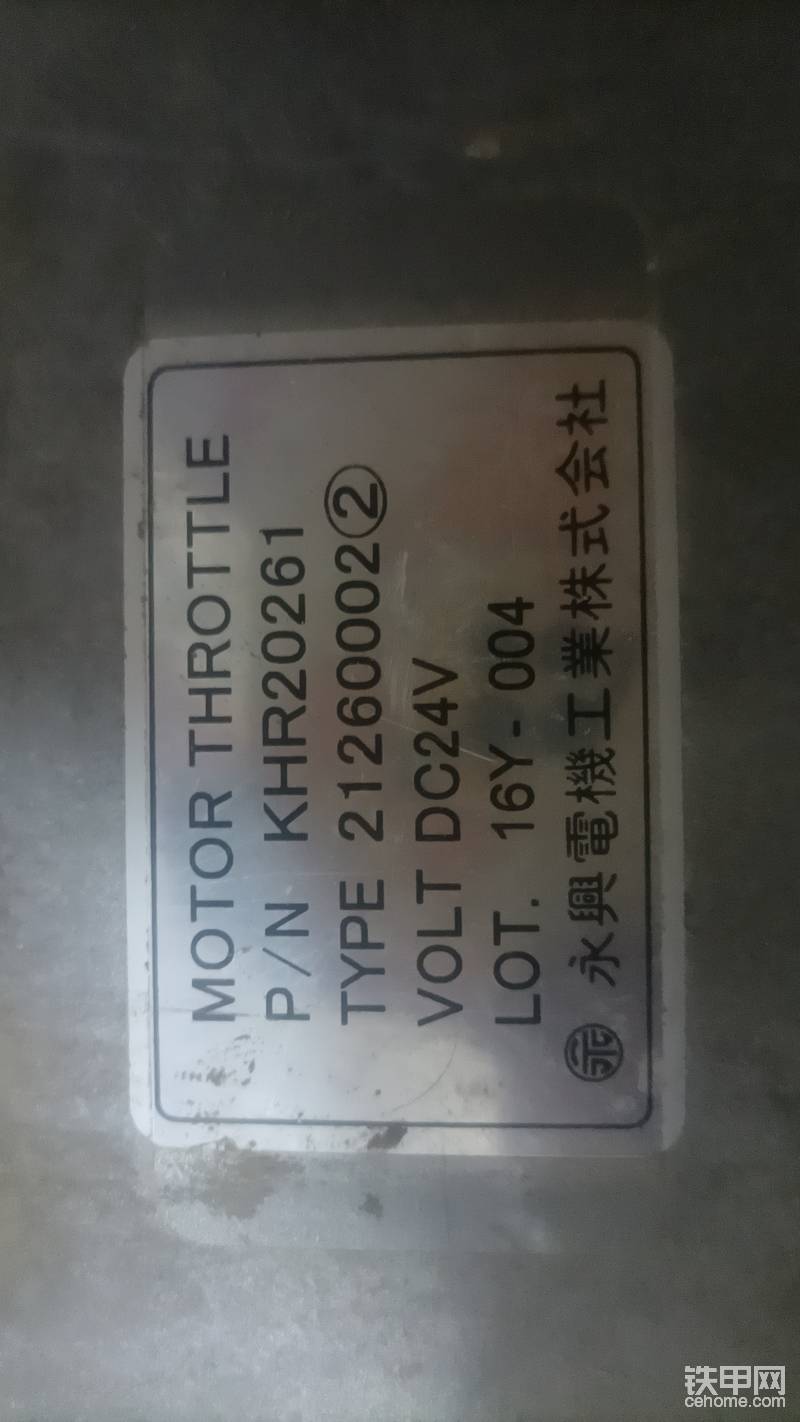 MOTOR THROTTLE
P/N KHR20261
TYPE 21260002②
VOLT DC24V
LOT. 16Y-004
永興電機工業株式会社
铁甲网
cehome.com